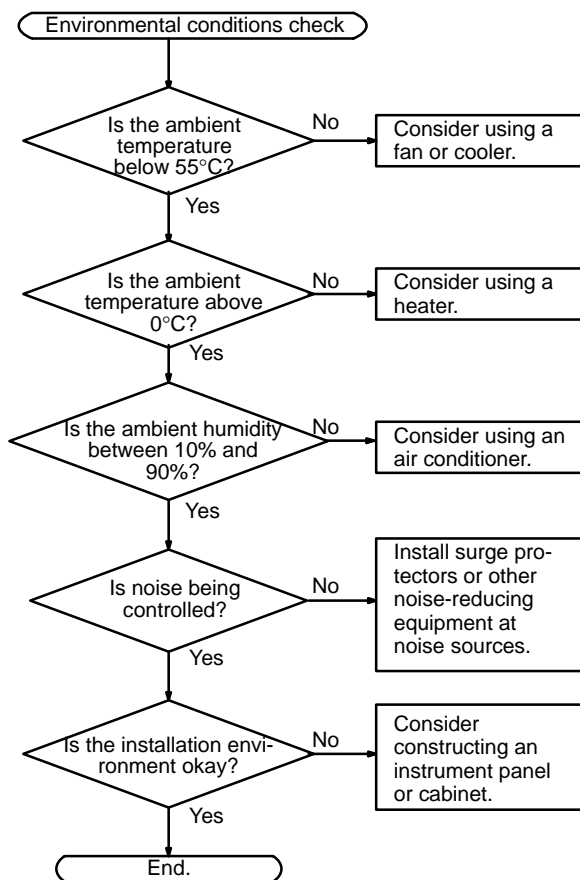 Environmental conditions check
Is the ambient
temperature
below 55°C?
No
Consider using a
fan or cooler.
Yes
Is the ambient
temperature above
0°C?
No
Consider using a
heater.
Yes
Is the ambient humidity
between 10% and
90%?
No
Consider using an
air conditioner.
Yes
Is noise being
controlled?
No
Install surge pro-
tectors or other
noise-reducing
equipment at
noise sources.
Yes
Is the installation envi-
ronment okay?
No
Consider
constructing an
instrument panel
or cabinet.
Yes
End.